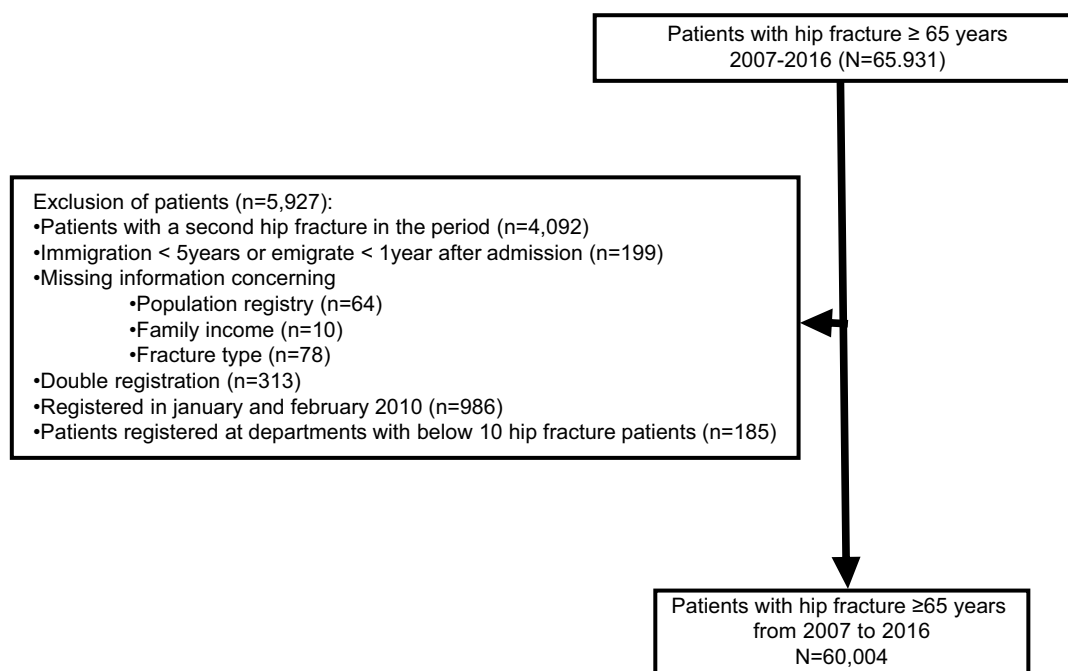 Patients with hip fracture ≥ 65 years
2007-2016 (N=65.931)
Exclusion of patients (n=5,927):
•Patients with a second hip fracture in the period (n=4,092)
•Immigration < 5years or emigrate < 1year after admission (n=199)
•Missing information concerning
•Population registry (n=64)
•Family income (n=10)
•Fracture type (n=78)
•Double registration (n=313)
•Registered in january and february 2010 (n=986)
•Patients registered at departments with below 10 hip fracture patients (n=185)
Patients with hip fracture ≥65 years
from 2007 to 2016
N=60,004